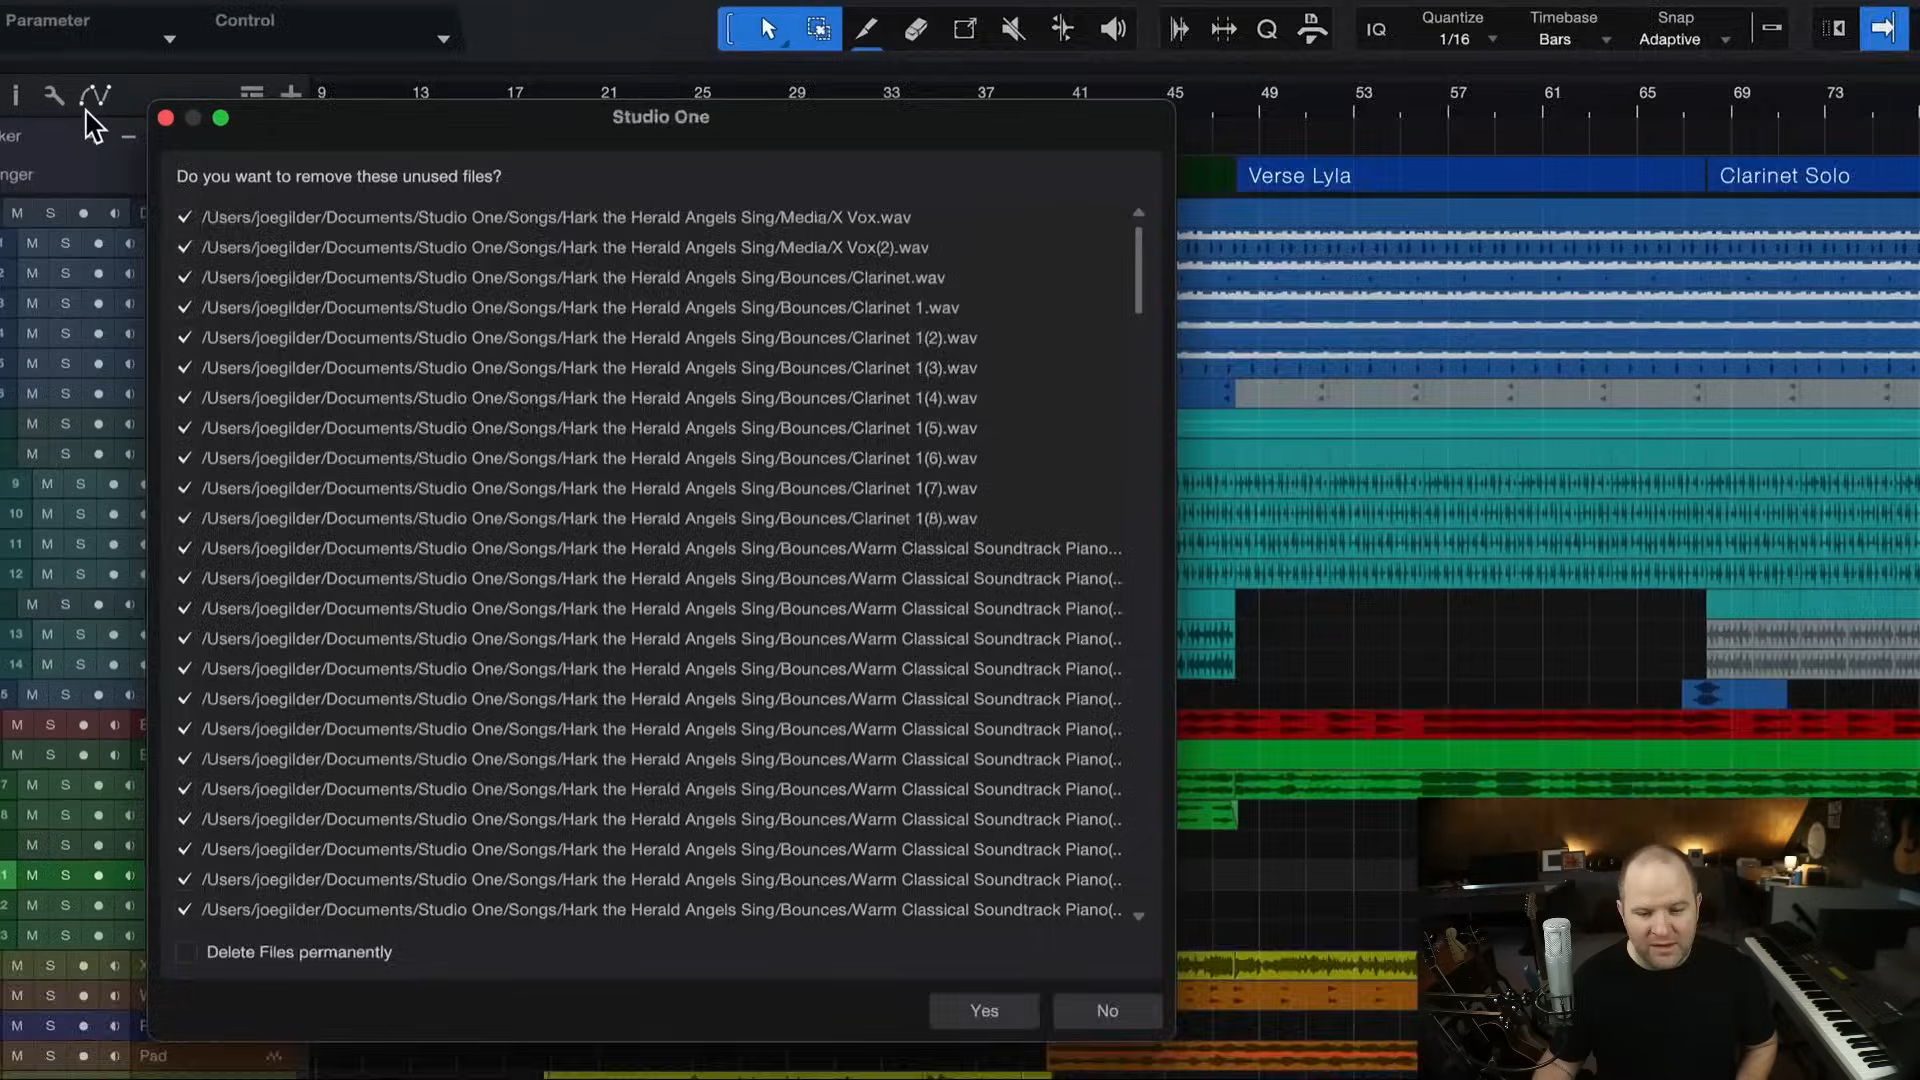 Parameter
Control
Quantize
1/16
Timebase
Bars
Snap
Adaptive
IQ
Q
i
9
13
17
21
25
29
33
37
41
45
49
53
57
61
65
69
73
Studio One
ker
nger
Verse Lyla
Clarinet Solo
Do you want to remove these unused files?
/Users/joegilder/Documents/Studio One/Songs/Hark the Herald Angels Sing/Media/X Vox.wav
/Users/joegilder/Documents/Studio One/Songs/Hark the Herald Angels Sing/Media/X Vox(2).wav
/Users/joegilder/Documents/Studio One/Songs/Hark the Herald Angels Sing/Bounces/Clarinet.wav
/Users/joegilder/Documents/Studio One/Songs/Hark the Herald Angels Sing/Bounces/Clarinet 1.wav
/Users/joegilder/Documents/Studio One/Songs/Hark the Herald Angels Sing/Bounces/Clarinet 1(2).wav
/Users/joegilder/Documents/Studio One/Songs/Hark the Herald Angels Sing/Bounces/Clarinet 1(3).wav
/Users/joegilder/Documents/Studio One/Songs/Hark the Herald Angels Sing/Bounces/Clarinet 1(4).wav
/Users/joegilder/Documents/Studio One/Songs/Hark the Herald Angels Sing/Bounces/Clarinet 1(5).wav
/Users/joegilder/Documents/Studio One/Songs/Hark the Herald Angels Sing/Bounces/Clarinet 1(6).wav
/Users/joegilder/Documents/Studio One/Songs/Hark the Herald Angels Sing/Bounces/Clarinet 1(7).wav
/Users/joegilder/Documents/Studio One/Songs/Hark the Herald Angels Sing/Bounces/Clarinet 1(8).wav
/Users/joegilder/Documents/Studio One/Songs/Hark the Herald Angels Sing/Bounces/Warm Classical Soundtrack Piano...
/Users/joegilder/Documents/Studio One/Songs/Hark the Herald Angels Sing/Bounces/Warm Classical Soundtrack Piano(..
/Users/joegilder/Documents/Studio One/Songs/Hark the Herald Angels Sing/Bounces/Warm Classical Soundtrack Piano(..
/Users/joegilder/Documents/Studio One/Songs/Hark the Herald Angels Sing/Bounces/Warm Classical Soundtrack Piano(..
/Users/joegilder/Documents/Studio One/Songs/Hark the Herald Angels Sing/Bounces/Warm Classical Soundtrack Piano(..
/Users/joegilder/Documents/Studio One/Songs/Hark the Herald Angels Sing/Bounces/Warm Classical Soundtrack Piano(..
/Users/joegilder/Documents/Studio One/Songs/Hark the Herald Angels Sing/Bounces/Warm Classical Soundtrack Piano(..
/Users/joegilder/Documents/Studio One/Songs/Hark the Herald Angels Sing/Bounces/Warm Classical Soundtrack Piano(..
/Users/joegilder/Documents/Studio One/Songs/Hark the Herald Angels Sing/Bounces/Warm Classical Soundtrack Piano(..
/Users/joegilder/Documents/Studio One/Songs/Hark the Herald Angels Sing/Bounces/Warm Classical Soundtrack Piano(..
/Users/joegilder/Documents/Studio One/Songs/Hark the Herald Angels Sing/Bounces/Warm Classical Soundtrack Piano(..
/Users/joegilder/Documents/Studio One/Songs/Hark the Herald Angels Sing/Bounces/Warm Classical Soundtrack Piano(..
/Users/joegilder/Documents/Studio One/Songs/Hark the Herald Angels Sing/Bounces/Warm Classical Soundtrack Piano(..
Delete Files permanently
Yes
No
M S
1 M S
2 M S
3 M S
4 M S
5 M S
6 M S
M S
M S
9 M S
10 M S
11 M S
12 M S
M S
13 M S
14 M S
5 M S
M S
M S
7 M S
8 M S
M S
1 M S
2 M S
3 M S
M S
M S
M S
M S Pad